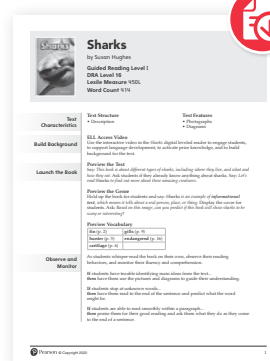 Sharks
Sharks
by Susan Hughes
Guided Reading Level I
DRA Level 16
Lexile Measure 450L
Word Count 414
Text Characteristics
Text Structure
• Description
Text Features
• Photographs
• Diagrams
Build Background
ELL Access Video
Use the interactive video in the Sharks digital leveled reader to engage students,
to support language development, to activate prior knowledge, and to build
background for the text.
Launch the Book
Preview the Text
Say: This book is about different types of sharks, including where they live, and what and
how they eat. Ask students if they already know anything about sharks. Say: Let's
read Sharks to find out more about these amazing creatures.
Preview the Genre
Hold up the book for students and say: Sharks is an example of informational
text, which means it tells about a real person, place, or thing. Display the cover for
students. Ask: Based on this image, can you predict if this book will show sharks to be
scary or interesting?
Preview Vocabulary
fin (p. 2)
gills (p. 9)
hunter (p. 5)
endangered (p. 16)
cartilage (p. 6)
Observe and Monitor
As students whisper-read the book on their own, observe their reading
behaviors, and monitor their fluency and comprehension.
If students have trouble identifying main ideas from the text...
then have them use the pictures and diagrams to guide their understanding.
If students stop at unknown words...
then have them read to the end of the sentence and predict what the word
might be.
If students are able to read smoothly within a paragraph...
then praise them for their good reading and ask them what they do as they come
to the end of a sentence.
Pearson © Copyright 2020